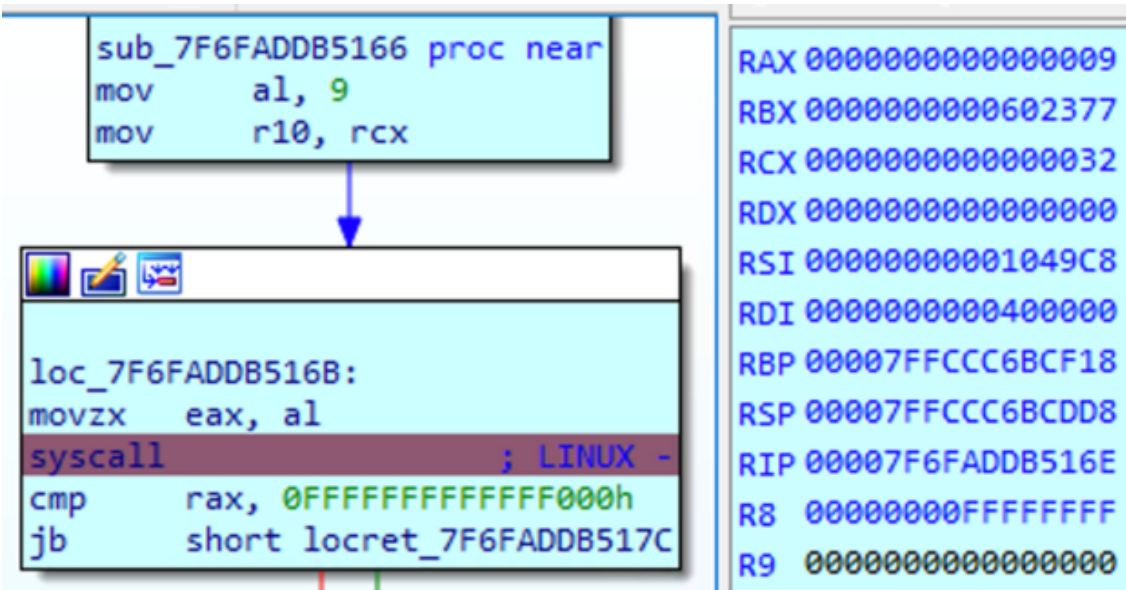 sub_7F6FADDB5166 proc near
mov al, 9
mov r10, rcx
loc_7F6FADDB516B:
movzx eax, al
syscall ; LINUX -
cmp rax, 0FFFFFFFFFFFFF000h
jb short locret_7F6FADDB517C
RAX 0000000000000009
RBX 0000000000602377
RCX 0000000000000032
RDX 0000000000000000
RSI 00000000001049C8
RDI 0000000000400000
RBP 00007FFCCC6BCF18
RSP 00007FFCCC6BCDD8
RIP 00007F6FADDB516E
R8 00000000FFFFFFFF
R9 0000000000000000